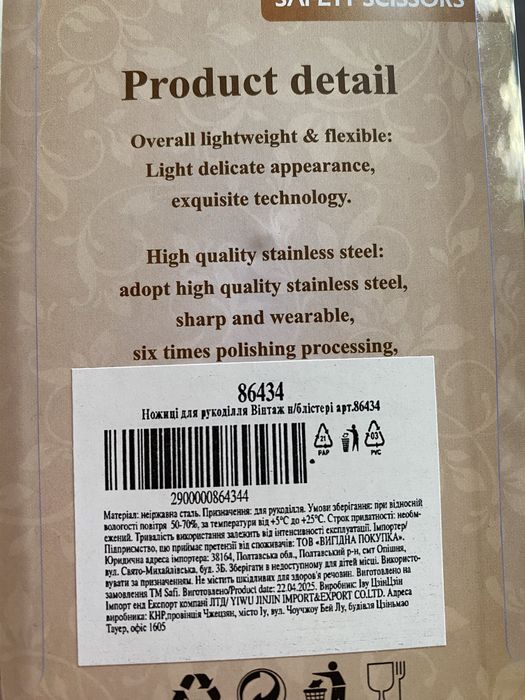 SAFETY SCISSORS
Product detail
Overall lightweight & flexible:
Light delicate appearance,
exquisite technology.
High quality stainless steel:
adopt high quality stainless steel,
sharp and wearable,
six times polishing processing,
86434
Ножиці для рукоділля Вінтаж н/блістері арт.86434
21
PAP
03
PVC
2900000864344
Матеріал: неіржавна сталь. Призначення: для рукоділля. Умови зберігання: при відносній
вологості повітря 50-70%, за температури від +5°С до +25°С. Строк придатності: необм-
ежений. Тривалість використання залежить від інтенсивності експлуатації. Імпортер/
Підприємство, що приймає претензії від споживачів: ТОВ «ВИГІДНА ПОКУПКА».
Юридична адреса імпортера: 38164, Полтавська обл., Полтавський р-н, смт Опішня,
вул. Свято-Михайлівська, буд. 3Б. Зберігати в недоступному для дітей місці. Використо-
вувати за призначенням. Не містить шкідливих для здоров'я речовин. Виготовлено на
замовлення ТМ Safi. Виготовлено/Product date: 22.04.2025. Виробник: Іву ЦзінЦзін
Імпорт енд Експорт компані ЛТД/ YIWU JINJIN IMPORT&EXPORT CO.LTD. Адреса
виробника: КНР,провінція Чжецзян, місто Іу, вул. Чоучжоу Бей Лу, будівля Цзіньмао
Тауер, офіс 1605